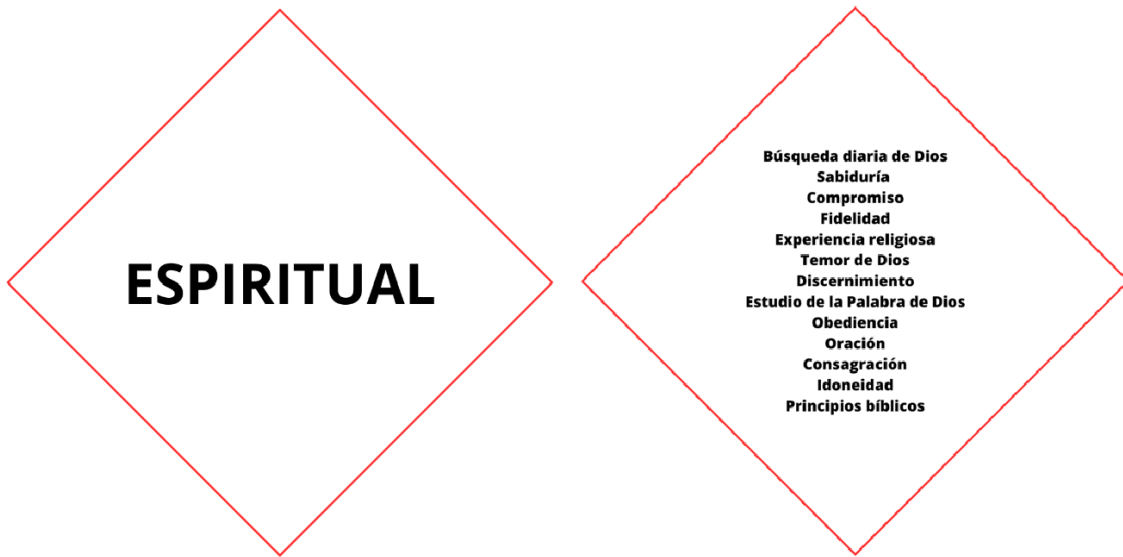 ESPIRITUAL
Búsqueda diaria de Dios
Sabiduría
Compromiso
Fidelidad
Experiencia religiosa
Temor de Dios
Discernimiento
Estudio de la Palabra de Dios
Obediencia
Oración
Consagración
Idoneidad
Principios bíblicos